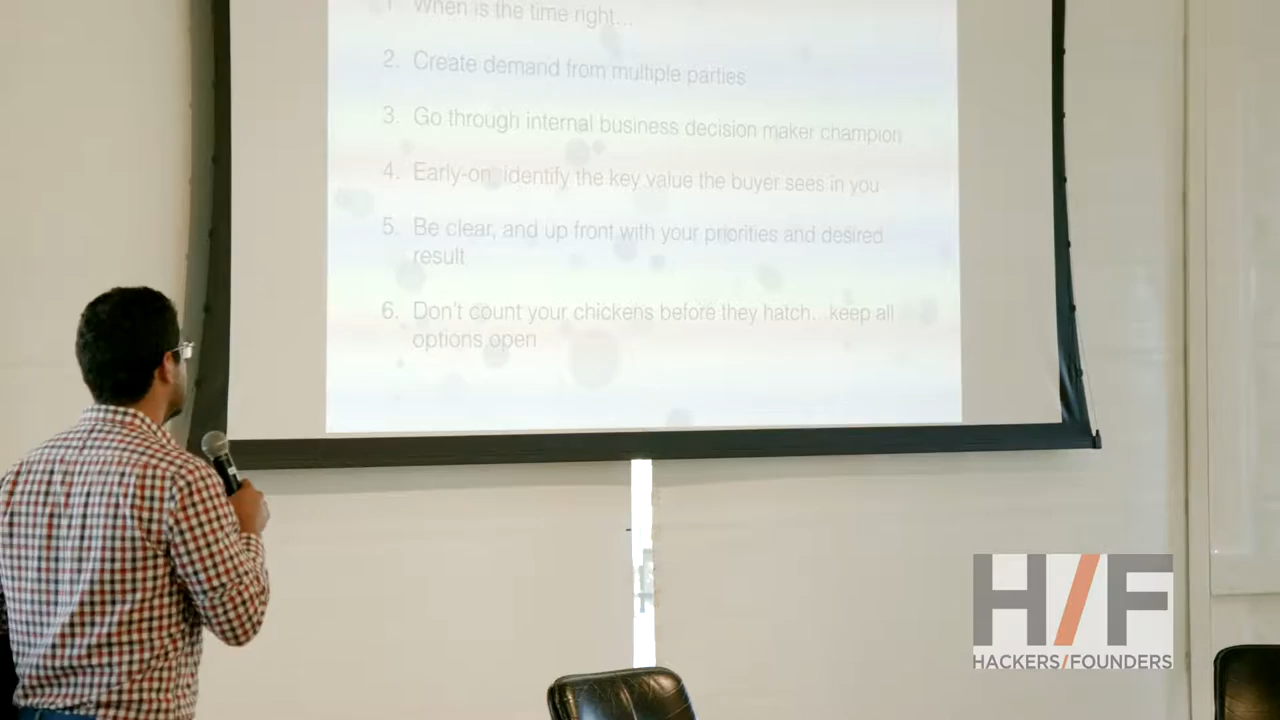 1 When is the time right...
2. Create demand from multiple parties
3. Go through internal business decision maker champion
4. Early-on, identify the key value the buyer sees in you
5. Be clear, and up front with your priorities and desired
result
6. Don't count your chickens before they hatch...keep all
options open
H/F
HACKERS/FOUNDERS